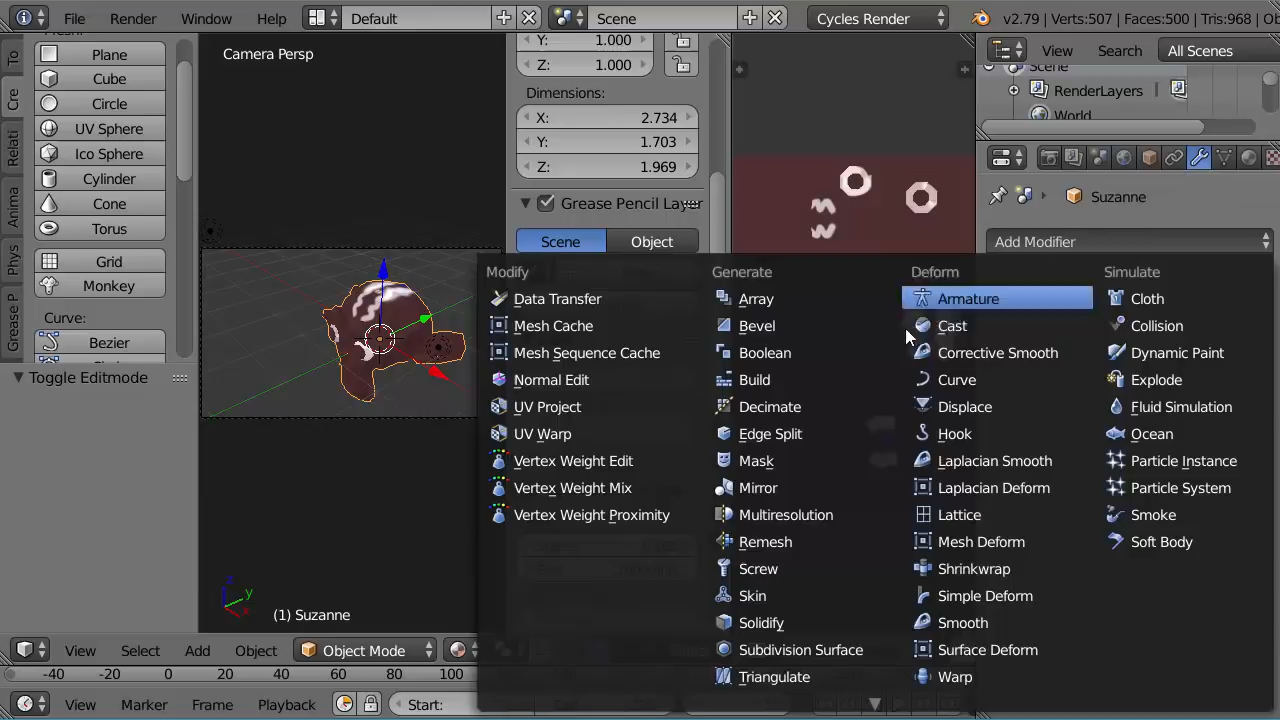 File Render Window Help Default Scene Cycles Render v2.79 | Verts:507 | Faces:500 | Tris:968 | Ob
To
Cre
Relati
Anima
Phys
Grease P
Plane
Cube
Circle
UV Sphere
Ico Sphere
Cylinder
Cone
Torus
Grid
Monkey
Curve:
Bezier
Toggle Editmode
Camera Persp
(1) Suzanne
z
y
x
Y: 1.000
Z: 1.000
Dimensions:
X: 2.734
Y: 1.703
Z: 1.969
Grease Pencil Layer
Scene Object
View Search All Scenes
Scene
RenderLayers
World
Suzanne
Add Modifier
Modify
Data Transfer
Mesh Cache
Mesh Sequence Cache
Normal Edit
UV Project
UV Warp
Vertex Weight Edit
Vertex Weight Mix
Vertex Weight Proximity
Generate
Array
Bevel
Boolean
Build
Decimate
Edge Split
Mask
Mirror
Multiresolution
Remesh
Screw
Skin
Solidify
Subdivision Surface
Triangulate
Deform
Armature
Cast
Corrective Smooth
Curve
Displace
Hook
Laplacian Smooth
Laplacian Deform
Lattice
Mesh Deform
Shrinkwrap
Simple Deform
Smooth
Surface Deform
Warp
Simulate
Cloth
Collision
Dynamic Paint
Explode
Fluid Simulation
Ocean
Particle Instance
Particle System
Smoke
Soft Body
View Select Add Object Object Mode
-40 -20 0 20 40 60 80 100
View Marker Frame Playback Start: